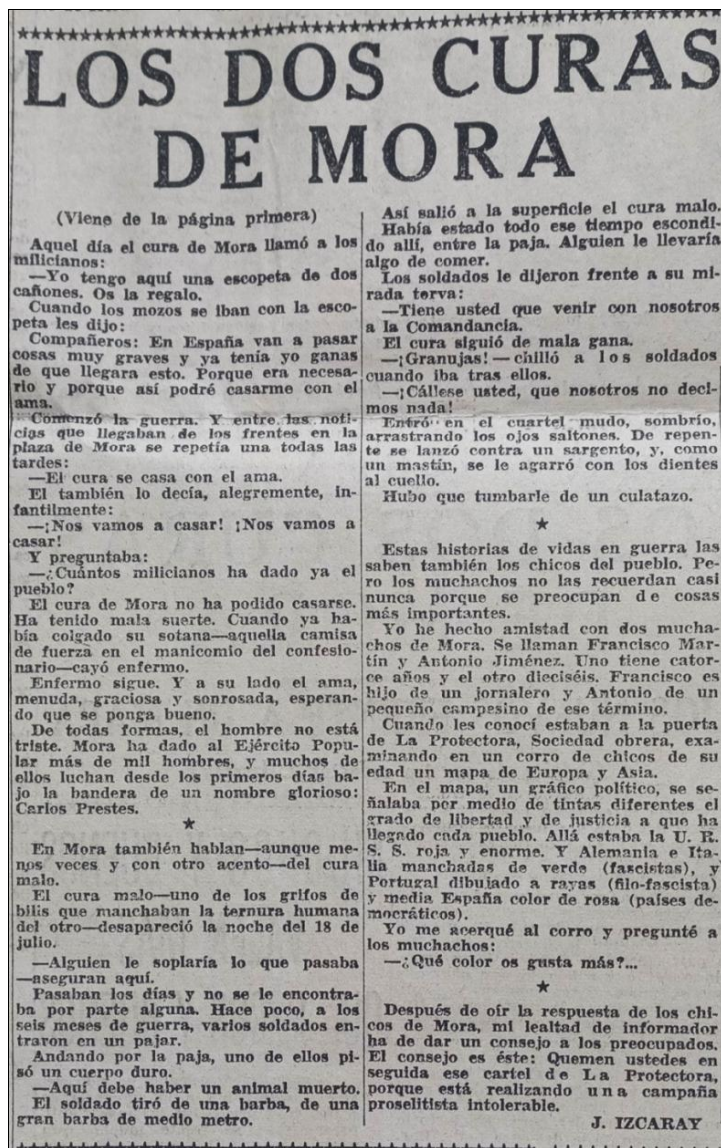 LOS DOS CURAS
DE MORA
(Viene de la página primera)
Aquel día el cura de Mora llamó a los
milicianos:
—Yo tengo aquí una escopeta de dos
cañones. Os la regalo.
Cuando los mozos se iban con la esco-
peta les dijo:
Compañeros: En España van a pasar
cosas muy graves y ya tenía yo ganas
de que llegara esto. Porque era necesa-
rio y porque así podré casarme con el
ama.
Comenzó la guerra. Y entre las noti-
cias que llegaban de los frentes en la
plaza de Mora se repetía una todas las
tardes:
—El cura se casa con el ama.
El también lo decía, alegremente, in-
fantilmente:
—¡Nos vamos a casar! ¡Nos vamos a
casar!
Y preguntaba:
—¿Cuántos milicianos ha dado ya el
pueblo?
El cura de Mora no ha podido casarse.
Ha tenido mala suerte. Cuando ya ha-
bía colgado su sotana—aquella camisa
de fuerza en el manicomio del confesio-
nario—cayó enfermo.
Enfermo sigue. Y a su lado el ama,
menuda, graciosa y sonrosada, esperan-
do que se ponga bueno.
De todas formas, el hombre no está
triste. Mora ha dado al Ejército Popu-
lar más de mil hombres, y muchos de
ellos luchan desde los primeros días ba-
jo la bandera de un nombre glorioso:
Carlos Prestes.
★
En Mora también hablan—aunque me-
nos veces y con otro acento—del cura
malo.
El cura malo—uno de los grifos de
bilis que manchaban la ternura humana
del otro—desapareció la noche del 18 de
julio.
—Alguien le soplaría lo que pasaba
—aseguran aquí.
Pasaban los días y no se le encontra-
ba por parte alguna. Hace poco, a los
seis meses de guerra, varios soldados en-
traron en un pajar.
Andando por la paja, uno de ellos pi-
só un cuerpo duro.
—Aquí debe haber un animal muerto.
El soldado tiró de una barba, de una
gran barba de medio metro.
Así salió a la superficie el cura malo.
Había estado todo ese tiempo escondi-
do allí, entre la paja. Alguien le llevaría
algo de comer.
Los soldados le dijeron frente a su mi-
rada torva:
—Tiene usted que venir con nosotros
a la Comandancia.
El cura siguió de mala gana.
—¡Granujas!—chilló a los soldados
cuando iba tras ellos.
—¡Cállese usted, que nosotros no deci-
mos nada!
Entró en el cuartel mudo, sombrío,
arrastrando los ojos saltones. De repen-
te se lanzó contra un sargento, y, como
un mastín, se le agarró con los dientes
al cuello.
Hubo que tumbarle de un culatazo.
★
Estas historias de vidas en guerra las
saben también los chicos del pueblo. Pe-
ro los muchachos no las recuerdan casi
nunca porque se preocupan de cosas
más importantes.
Yo he hecho amistad con dos mucha-
chos de Mora. Se llaman Francisco Mar-
tín y Antonio Jiménez. Uno tiene cator-
ce años y el otro dieciséis. Francisco es
hijo de un jornalero y Antonio de un
pequeño campesino de ese término.
Cuando les conocí estaban a la puerta
de La Protectora, Sociedad obrera, exa-
minando en un corro de chicos de su
edad un mapa de Europa y Asia.
En el mapa, un gráfico político, se se-
ñalaba por medio de tintas diferentes el
grado de libertad y de justicia a que ha
llegado cada pueblo. Allá estaba la U. R.
S. S. roja y enorme. Y Alemania e Ita-
lia manchadas de verde (fascistas), y
Portugal dibujado a rayas (filo-fascista)
y media España color de rosa (países de-
mocráticos).
Yo me acerqué al corro y pregunté a
los muchachos:
—¿Qué color os gusta más?...
★
Después de oír la respuesta de los chi-
cos de Mora, mi lealtad de informador
ha de dar un consejo a los preocupados.
El consejo es éste: Quemen ustedes en
seguida ese cartel de La Protectora,
porque está realizando una campaña
proselitista intolerable.
J. IZCARAY